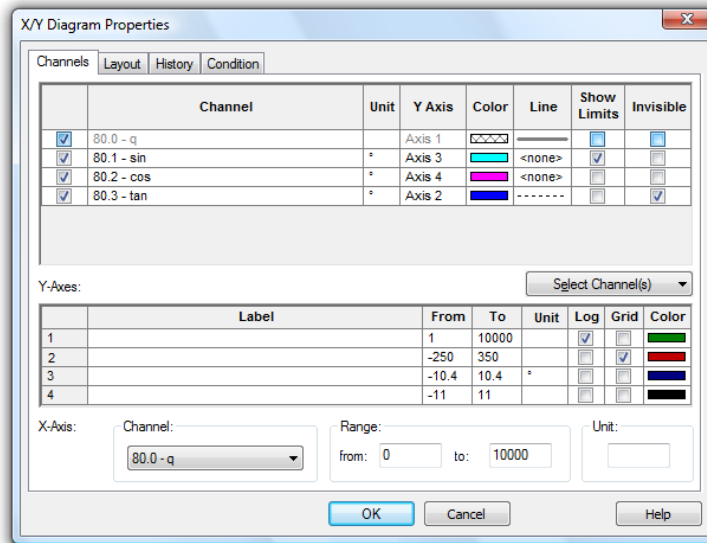 X/Y Diagram Properties
Channels Layout History Condition
Channel Unit Y Axis Color Line Show Limits Invisible
80.0 - q Axis 1
80.1 - sin ° Axis 3 <none>
80.2 - cos ° Axis 4 <none>
80.3 - tan ° Axis 2
Y-Axes: Select Channel(s)
Label From To Unit Log Grid Color
1 1 10000
2 -250 350
3 -10.4 10.4 °
4 -11 11
X-Axis: Channel: Range: Unit:
80.0 - q from: 0 to: 10000
OK Cancel Help